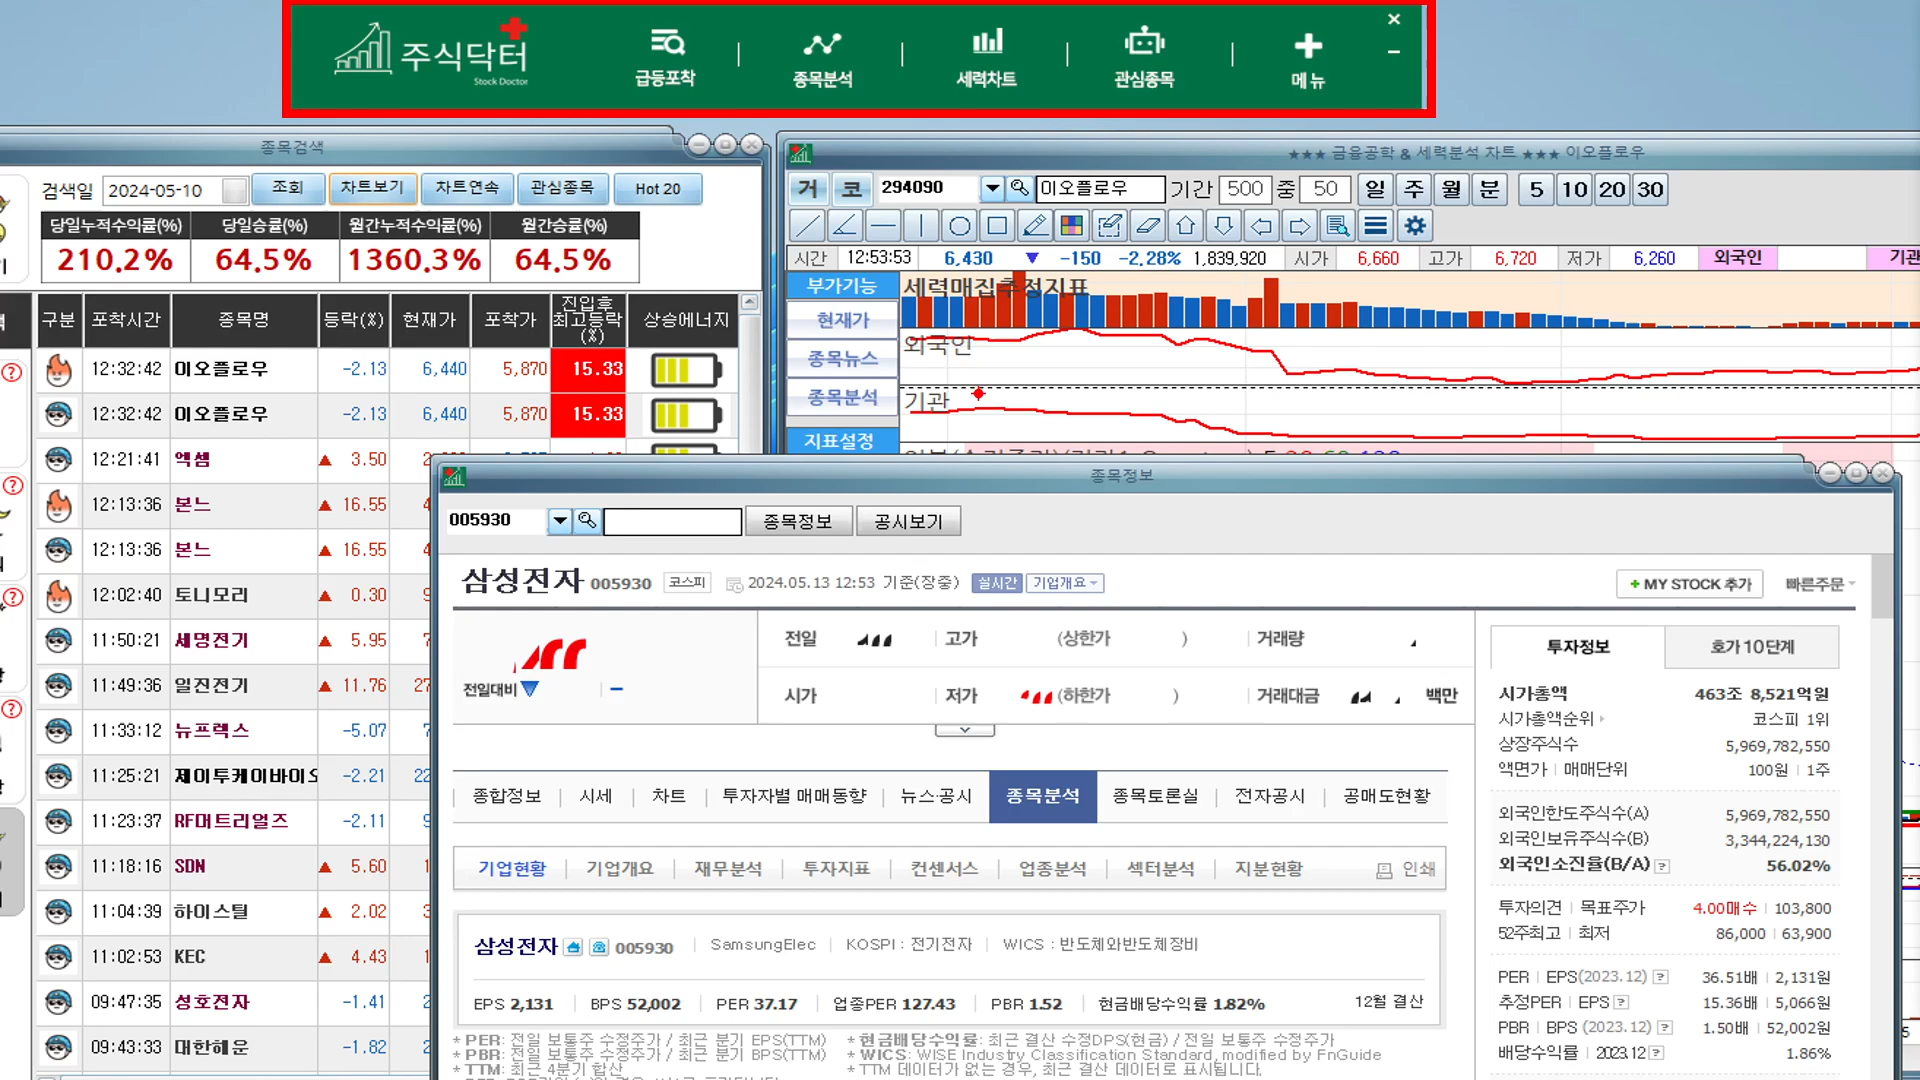 주식닥터
Stock Doctor
급등포착
종목분석
세력차트
관심종목
메뉴
종목검색
검색일 2024-05-10 조회 차트보기 차트연속 관심종목 Hot 20
당일누적수익률(%) 당일승률(%) 월간누적수익률(%) 월간승률(%)
210.2% 64.5% 1360.3% 64.5%
구분 포착시간 종목명 등락(%) 현재가 포착가 진입후 최고등락 (%) 상승에너지
12:32:42 이오플로우 -2.13 6,440 5,870 15.33
12:32:42 이오플로우 -2.13 6,440 5,870 15.33
12:21:41 엑셈 ▲ 3.50
12:13:36 본느 ▲ 16.55
12:13:36 본느 ▲ 16.55
12:02:40 토니모리 ▲ 0.30
11:50:21 세명전기 ▲ 5.95
11:49:36 일진전기 ▲ 11.76
11:33:12 뉴프렉스 -5.07
11:25:21 제이투케이바이오 -2.21
11:23:37 RF머트리얼즈 -2.11
11:18:16 SDN ▲ 5.60
11:04:39 하이스틸 ▲ 2.02
11:02:53 KEC ▲ 4.43
09:47:35 성호전자 -1.41
09:43:33 대한해운 -1.82
★★★ 금융공학 & 세력분석 차트 ★★★ 이오플로우
거 코 294090 이오플로우 기간 500 중 50 일 주 월 분 5 10 20 30
시간 12:53:53 6,430 ▼ -150 -2.28% 1,839,920 시가 6,660 고가 6,720 저가 6,260 외국인 기관
부가기능
현재가
종목뉴스
종목분석
지표설정
세력매집추정지표
외국인
기관
종목정보
005930 종목정보 공시보기
삼성전자 005930 코스피 2024.05.13 12:53 기준(장중) 실시간 기업개요
+ MY STOCK 추가 빠른주문
전일대비 ▼
전일 고가 (상한가 ) 거래량
시가 저가 (하한가 ) 거래대금 백만
종합정보 시세 차트 투자자별 매매동향 뉴스·공시 종목분석 종목토론실 전자공시 공매도현황
기업현황 기업개요 재무분석 투자지표 컨센서스 업종분석 섹터분석 지분현황 인쇄
삼성전자 005930 SamsungElec KOSPI : 전기전자 WICS : 반도체와반도체장비
EPS 2,131 BPS 52,002 PER 37.17 업종PER 127.43 PBR 1.52 현금배당수익률 1.82% 12월 결산
* PER: 전일 보통주 수정주가 / 최근 분기 EPS(TTM) * 현금배당수익률: 최근 결산 수정DPS(현금) / 전일 보통주 수정주가
* PBR: 전일 보통주 수정주가 / 최근 분기 BPS(TTM) * WICS: WISE Industry Classification Standard, modified by FnGuide
* TTM: 최근 4분기 합산 * TTM 데이터가 없는 경우, 최근 결산 데이터로 표시됩니다.
투자정보 호가 10단계
시가총액 463조 8,521억원
시가총액순위 코스피 1위
상장주식수 5,969,782,550
액면가 | 매매단위 100원 | 1주
외국인한도주식수(A) 5,969,782,550
외국인보유주식수(B) 3,344,224,130
외국인소진율(B/A) ? 56.02%
투자의견 | 목표주가 4.00매수 | 103,800
52주최고 | 최저 86,000 | 63,900
PER | EPS(2023.12) ? 36.51배 | 2,131원
추정PER | EPS ? 15.36배 | 5,066원
PBR | BPS (2023.12) ? 1.50배 | 52,002원
배당수익률 | 2023.12 ? 1.86%